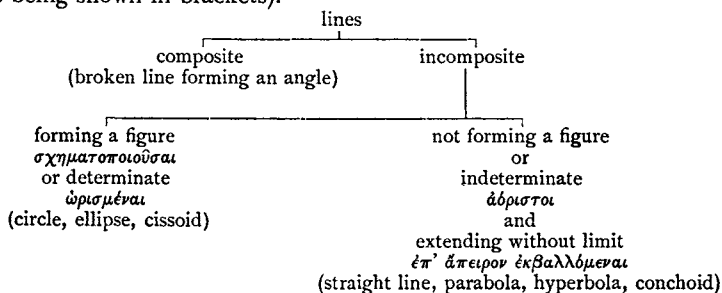 being shown in brackets).
lines
composite
(broken line forming an angle)
incomposite
forming a figure
σχηματοποιοῦσαι
or determinate
ὡρισμέναι
(circle, ellipse, cissoid)
not forming a figure
or
indeterminate
ἀόριστοι
and
extending without limit
ἐπ' ἄπειρον ἐκβαλλόμεναι
(straight line, parabola, hyperbola, conchoid)